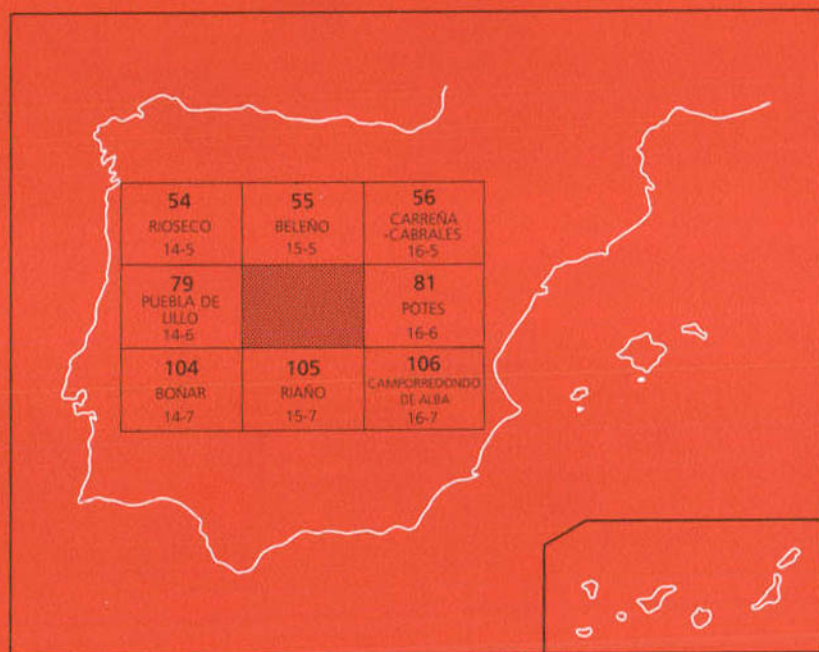 54
RIOSECO
14-5
55
BELEÑO
15-5
56
CARREÑA
-CABRALES
16-5
79
PUEBLA DE
LILLO
14-6
81
POTES
16-6
104
BOÑAR
14-7
105
RIAÑO
15-7
106
CAMPORREDONDO
DE ALBA
16-7